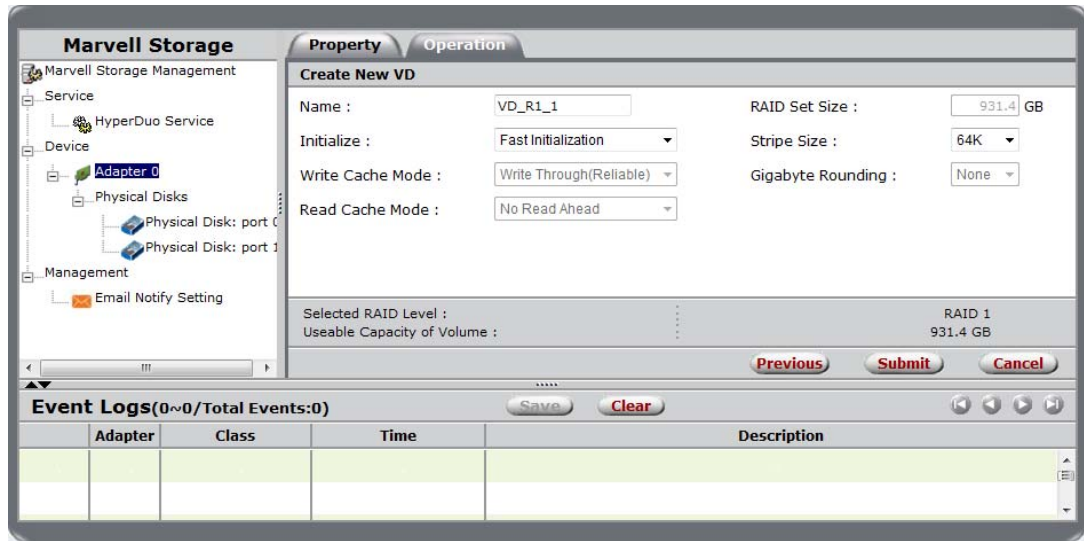 Marvell Storage
Marvell Storage Management
Service
HyperDuo Service
Device
Adapter 0
Physical Disks
Physical Disk: port 0
Physical Disk: port 1
Management
Email Notify Setting
Property
Operation
Create New VD
Name : VD_R1_1 RAID Set Size : 931.4 GB
Initialize : Fast Initialization Stripe Size : 64K
Write Cache Mode : Write Through(Reliable) Gigabyte Rounding : None
Read Cache Mode : No Read Ahead
Selected RAID Level : RAID 1
Useable Capacity of Volume : 931.4 GB
Previous Submit Cancel
Event Logs(0~0/Total Events:0) Save Clear
Adapter Class Time Description